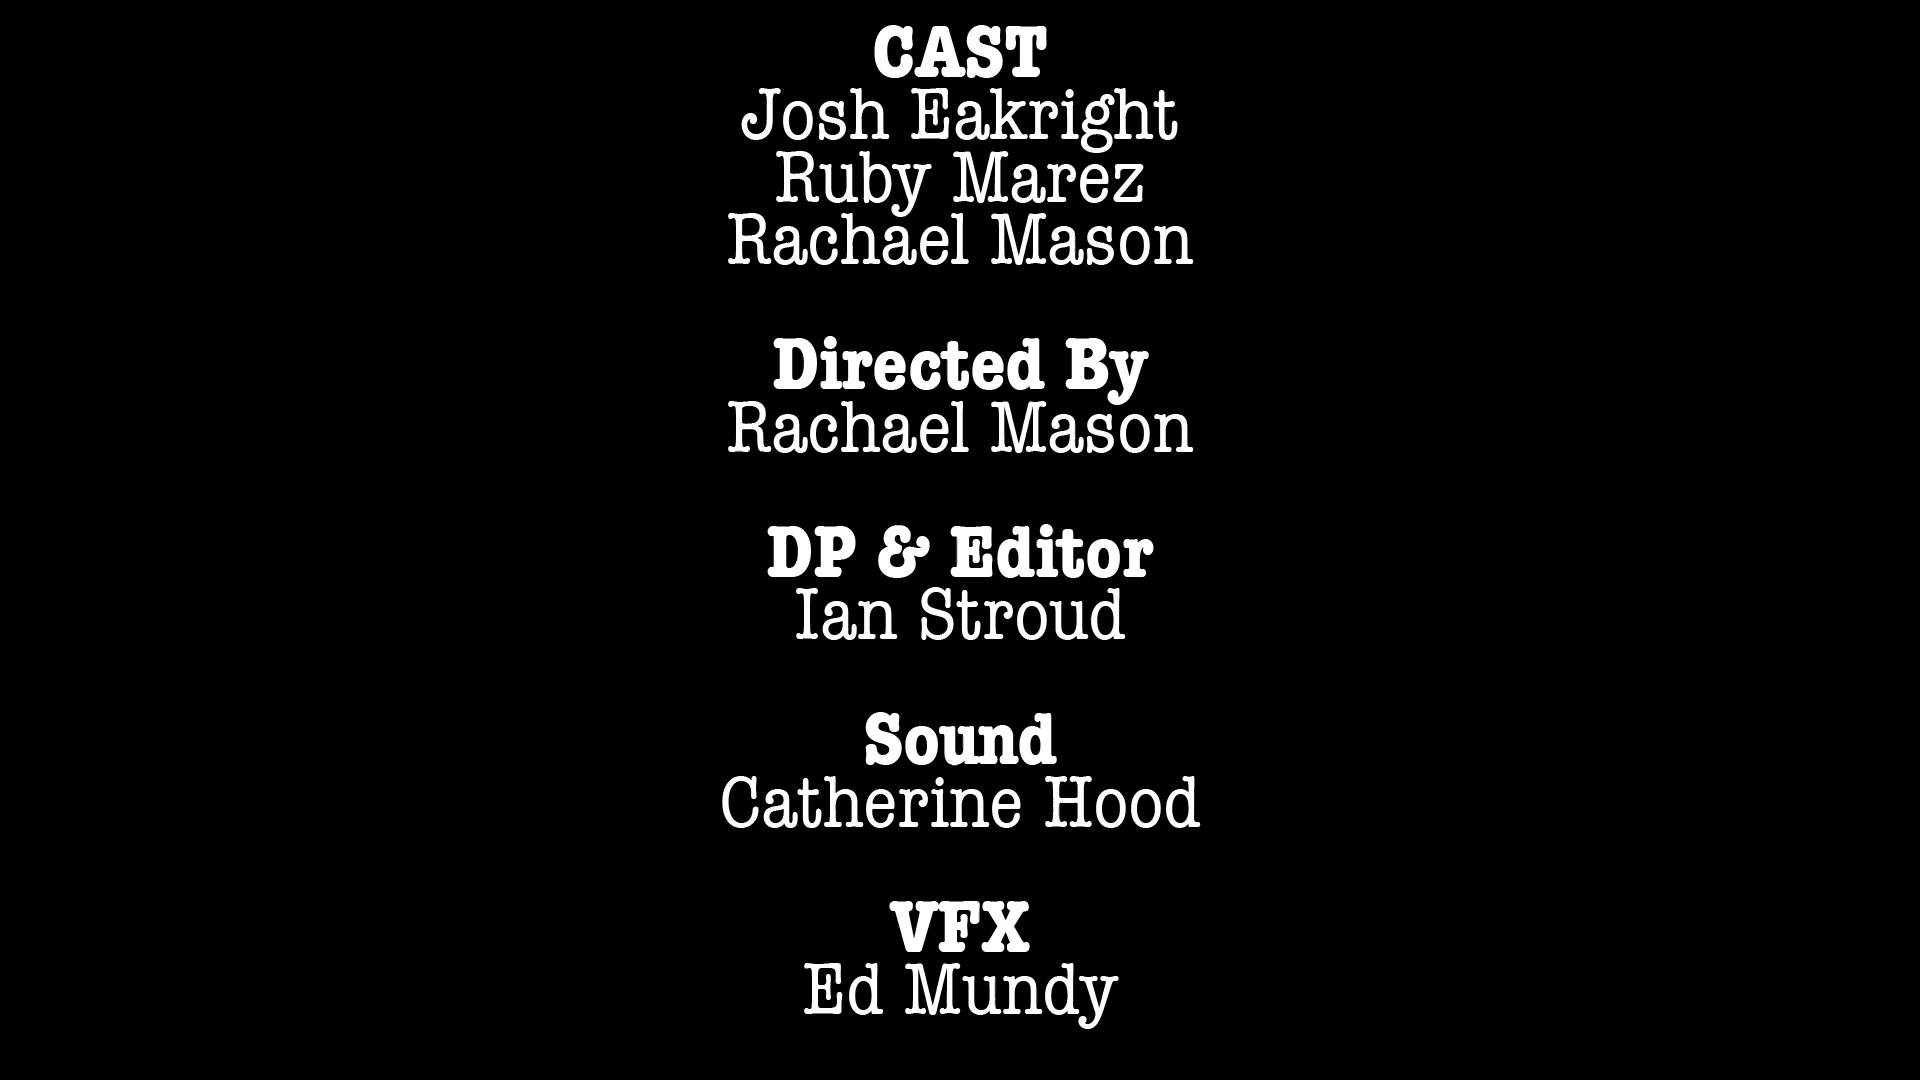 CAST
Josh Eakright
Ruby Marez
Rachael Mason
Directed By
Rachael Mason
DP & Editor
Ian Stroud
Sound
Catherine Hood
VFX
Ed Mundy